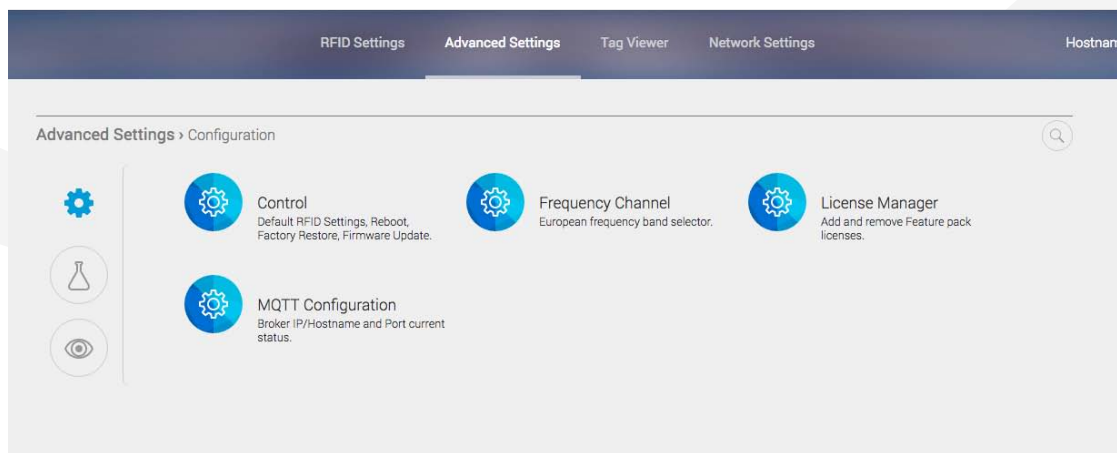 RFID Settings Advanced Settings Tag Viewer Network Settings
Advanced Settings › Configuration
Control
Default RFID Settings, Reboot,
Factory Restore, Firmware Update.
Frequency Channel
European frequency band selector.
License Manager
Add and remove Feature pack
licenses.
MQTT Configuration
Broker IP/Hostname and Port current
status.